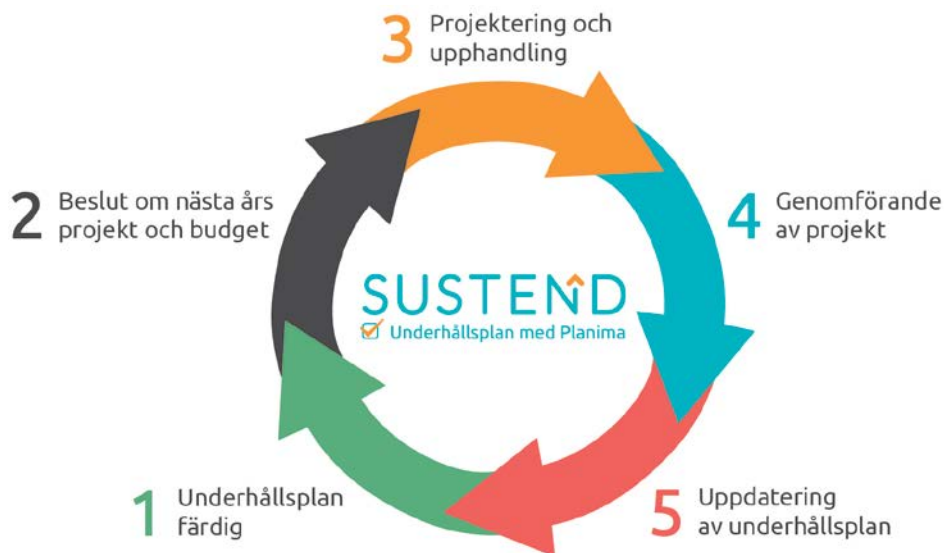 3 Projektering och
upphandling
2 Beslut om nästa års
projekt och budget
4 Genomförande
av projekt
SUSTEND
Underhållsplan med Planima
1 Underhållsplan
färdig
5 Uppdatering
av underhållsplan